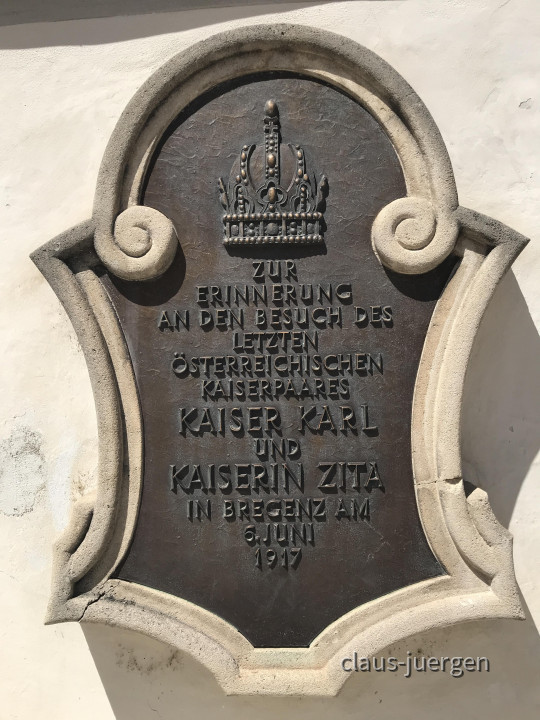 ZUR
ERINNERUNG
AN DEN BESUCH DES
LETZTEN
ÖSTERREICHISCHEN
KAISERPAARES
KAISER KARL
UND
KAISERIN ZITA
IN BREGENZ AM
6. JUNI
1917
claus-juergen